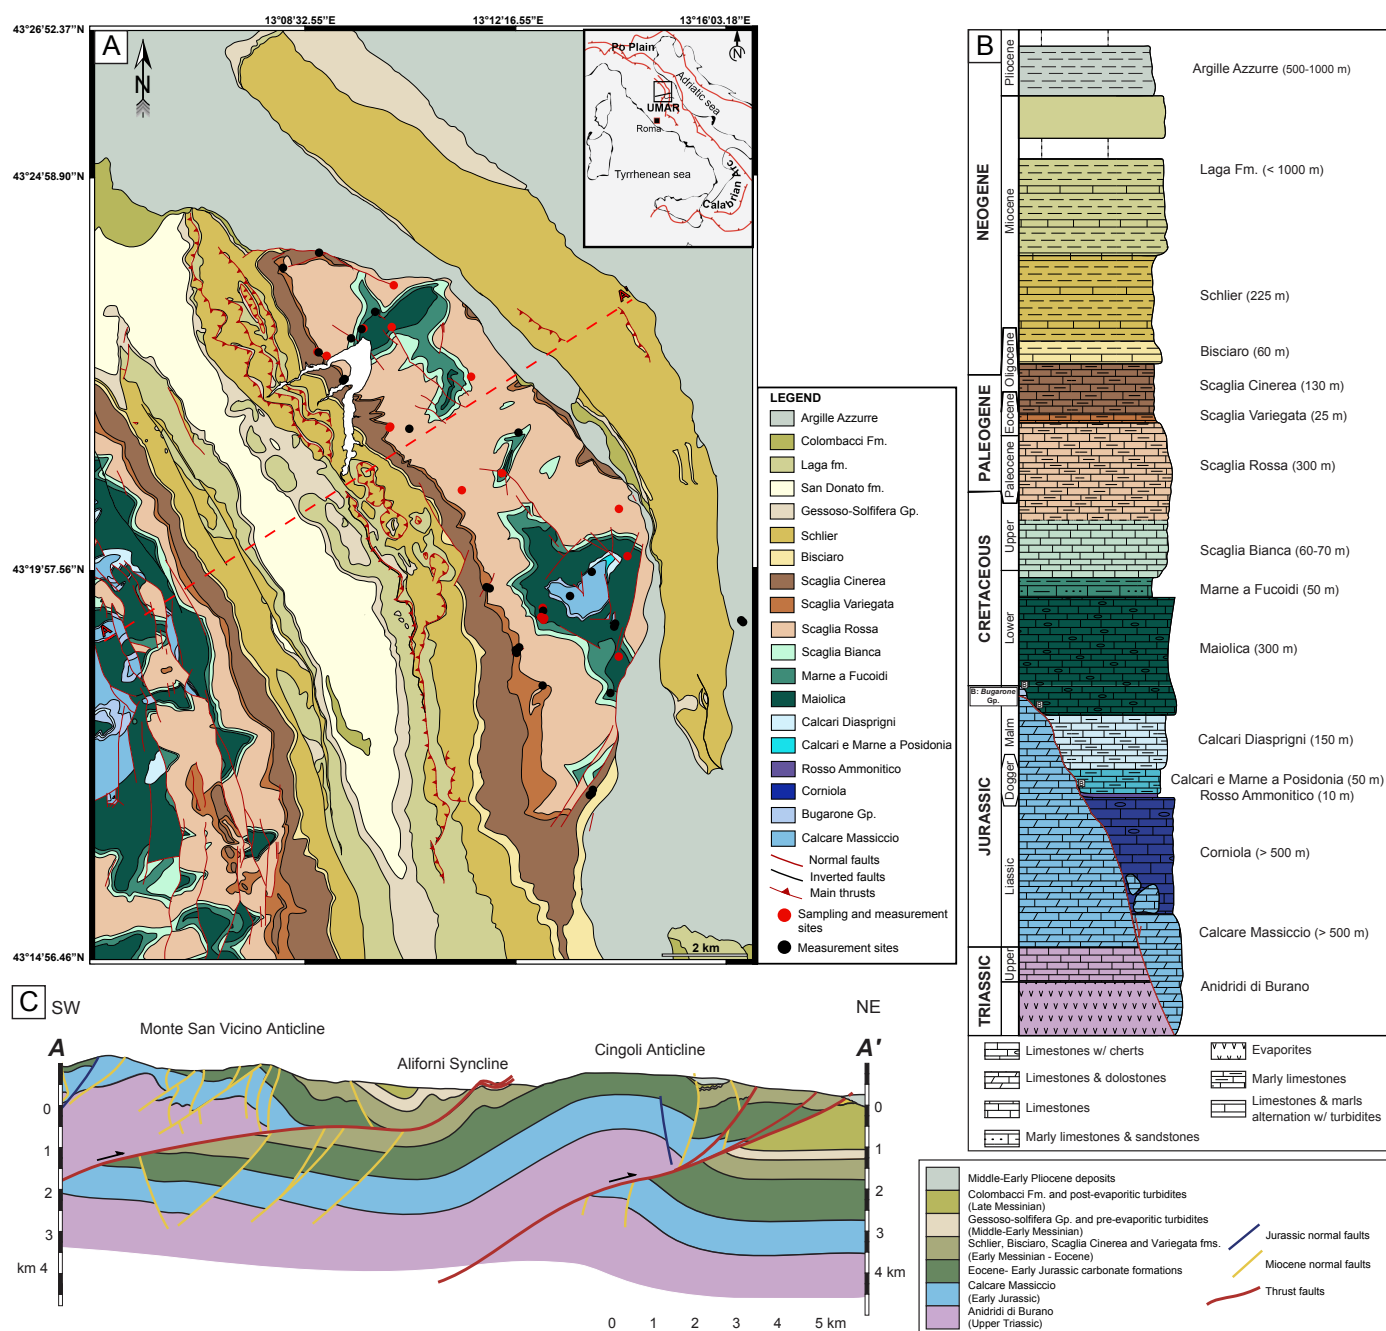 13°08'32.55"E
13°12'16.55"E
13°16'03.18"E
43°26'52.37"N
43°24'58.90"N
43°19'57.56"N
43°14'56.46"N
A
N
Po Plain
N
Adriatic sea
UMAR
Roma
Tyrrhenean sea
Calabrian Arc
A'
A
2 km
LEGEND
Argille Azzurre
Colombacci Fm.
Laga fm.
San Donato fm.
Gessoso-Solfifera Gp.
Schlier
Bisciaro
Scaglia Cinerea
Scaglia Variegata
Scaglia Rossa
Scaglia Bianca
Marne a Fucoidi
Maiolica
Calcari Diasprigni
Calcari e Marne a Posidonia
Rosso Ammonitico
Corniola
Bugarone Gp.
Calcare Massiccio
Normal faults
Inverted faults
Main thrusts
Sampling and measurement
sites
Measurement sites
B
NEOGENE
PALEOGENE
CRETACEOUS
JURASSIC
TRIASSIC
Pliocene
Miocene
Oligocene
Eocene
Paleocene
Upper
Lower
B: Bugarone
Gp.
Malm
Dogger
Liassic
Upper
B
B
B
Argille Azzurre (500-1000 m)
Laga Fm. (< 1000 m)
Schlier (225 m)
Bisciaro (60 m)
Scaglia Cinerea (130 m)
Scaglia Variegata (25 m)
Scaglia Rossa (300 m)
Scaglia Bianca (60-70 m)
Marne a Fucoidi (50 m)
Maiolica (300 m)
Calcari Diasprigni (150 m)
Calcari e Marne a Posidonia (50 m)
Rosso Ammonitico (10 m)
Corniola (> 500 m)
Calcare Massiccio (> 500 m)
Anidridi di Burano
Limestones w/ cherts
Limestones & dolostones
Limestones
Marly limestones & sandstones
Evaporites
Marly limestones
Limestones & marls
alternation w/ turbidites
C
SW
NE
Monte San Vicino Anticline
Aliforni Syncline
Cingoli Anticline
A
A'
0
1
2
3
km 4
0
1
2
3
4 km
0 1 2 3 4 5 km
Middle-Early Pliocene deposits
Colombacci Fm. and post-evaporitic turbidites
(Late Messinian)
Gessoso-solfifera Gp. and pre-evaporitic turbidites
(Middle-Early Messinian)
Schlier, Bisciaro, Scaglia Cinerea and Variegata fms.
(Early Messinian - Eocene)
Eocene- Early Jurassic carbonate formations
Calcare Massiccio
(Early Jurassic)
Anidridi di Burano
(Upper Triassic)
Jurassic normal faults
Miocene normal faults
Thrust faults